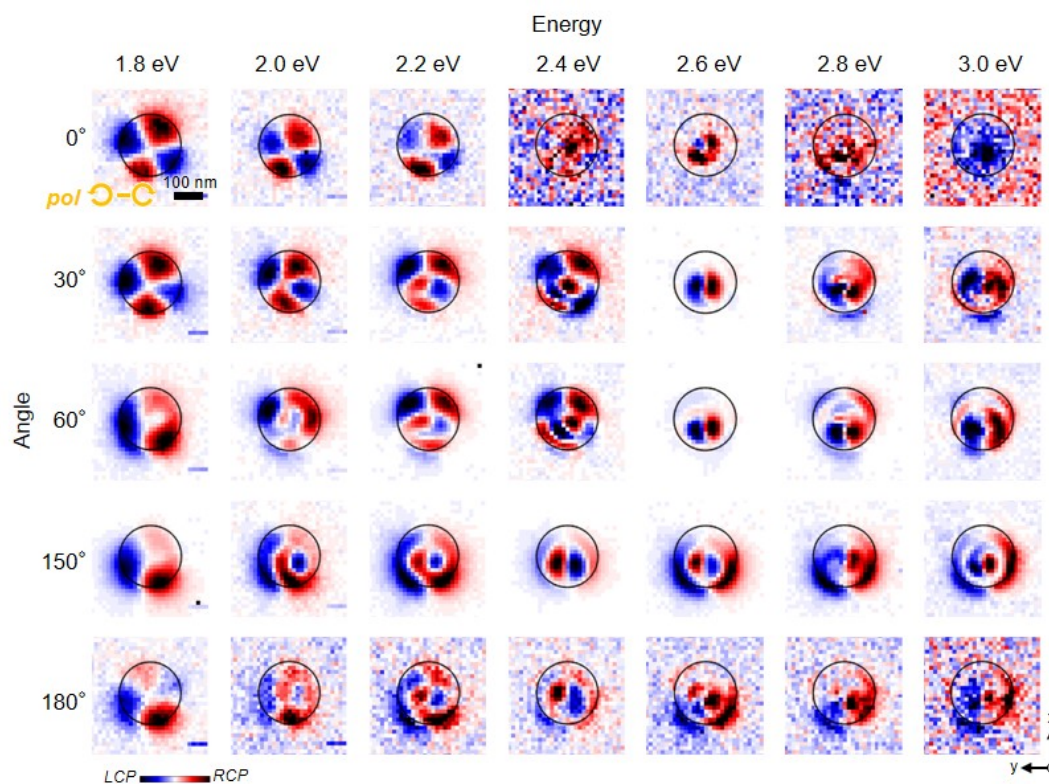 Energy
1.8 eV 2.0 eV 2.2 eV 2.4 eV 2.6 eV 2.8 eV 3.0 eV
0°
100 nm
pol
30°
Angle
60°
150°
180°
LCP RCP
y